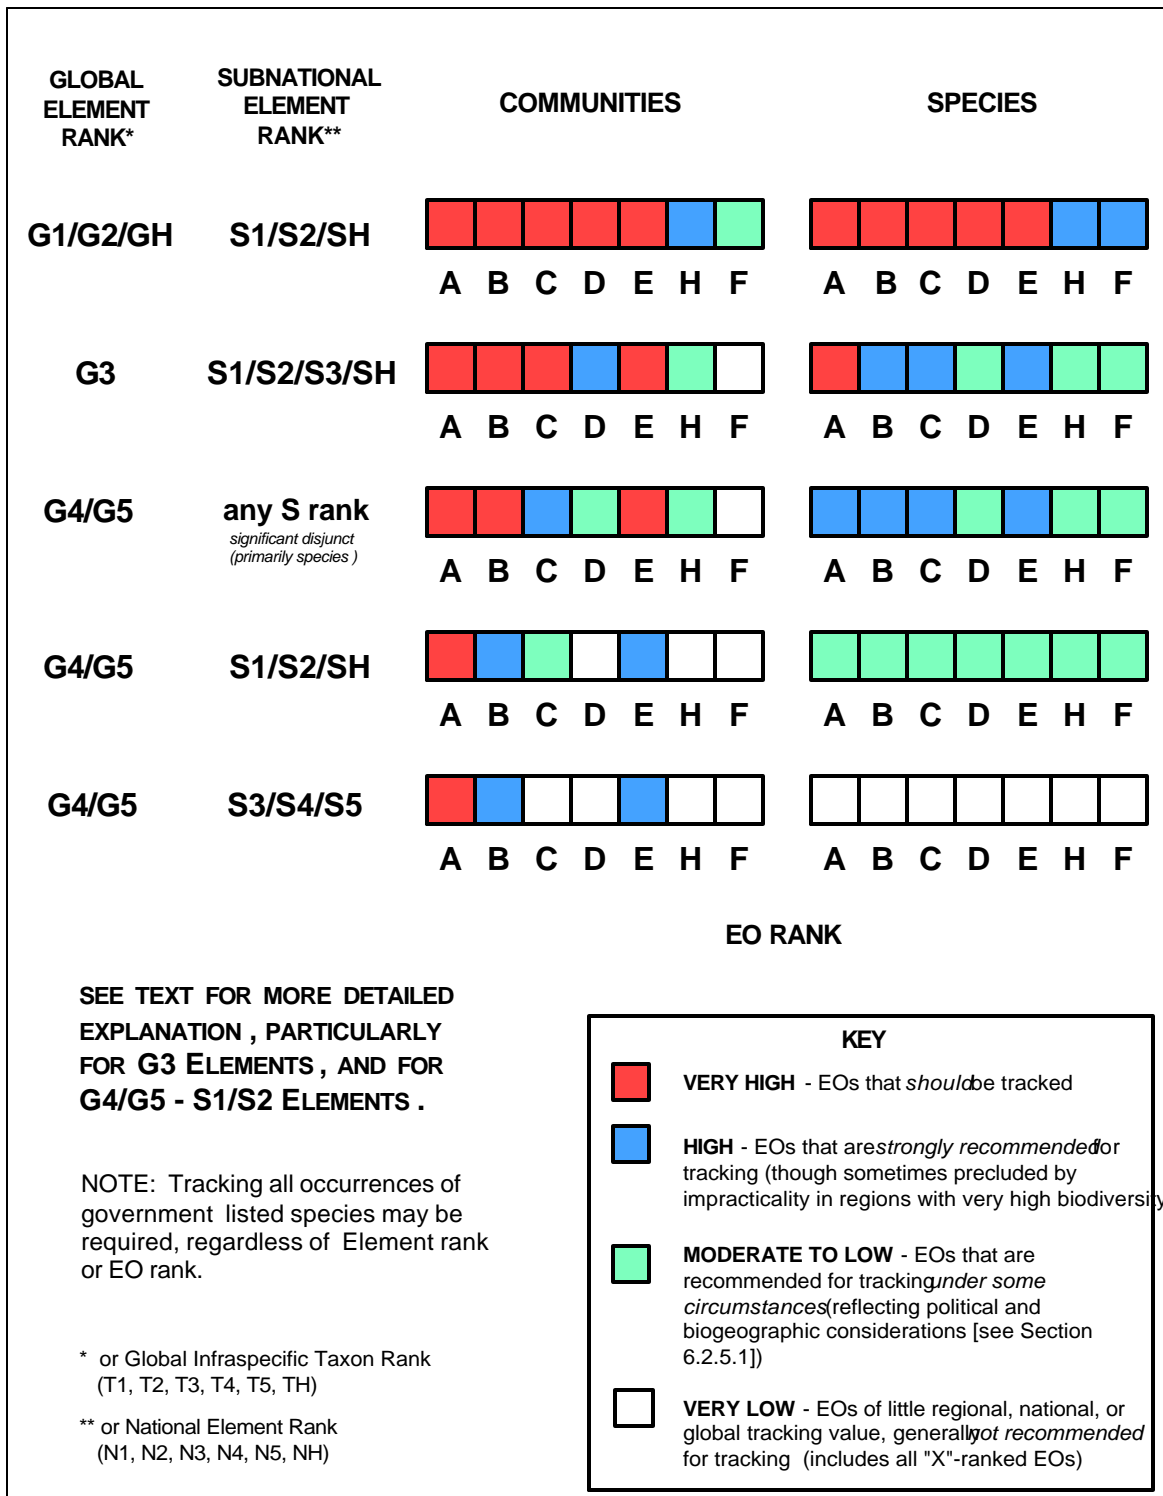 GLOBAL
ELEMENT
RANK*
SUBNATIONAL
ELEMENT
RANK**
COMMUNITIES
SPECIES
G1/G2/GH
S1/S2/SH
A B C D E H F
A B C D E H F
G3
S1/S2/S3/SH
A B C D E H F
A B C D E H F
G4/G5
any S rank
significant disjunct
(primarily species )
A B C D E H F
A B C D E H F
G4/G5
S1/S2/SH
A B C D E H F
A B C D E H F
G4/G5
S3/S4/S5
A B C D E H F
A B C D E H F
EO RANK
SEE TEXT FOR MORE DETAILED
EXPLANATION , PARTICULARLY
FOR G3 ELEMENTS , AND FOR
G4/G5 - S1/S2 ELEMENTS .
NOTE: Tracking all occurrences of
government listed species may be
required, regardless of Element rank
or EO rank.
* or Global Infraspecific Taxon Rank
(T1, T2, T3, T4, T5, TH)
** or National Element Rank
(N1, N2, N3, N4, N5, NH)
KEY
VERY HIGH - EOs that should be tracked
HIGH - EOs that are strongly recommended for
tracking (though sometimes precluded by
impracticality in regions with very high biodiversity
MODERATE TO LOW - EOs that are
recommended for tracking under some
circumstances (reflecting political and
biogeographic considerations [see Section
6.2.5.1])
VERY LOW - EOs of little regional, national, or
global tracking value, generally not recommended
for tracking (includes all "X"-ranked EOs)